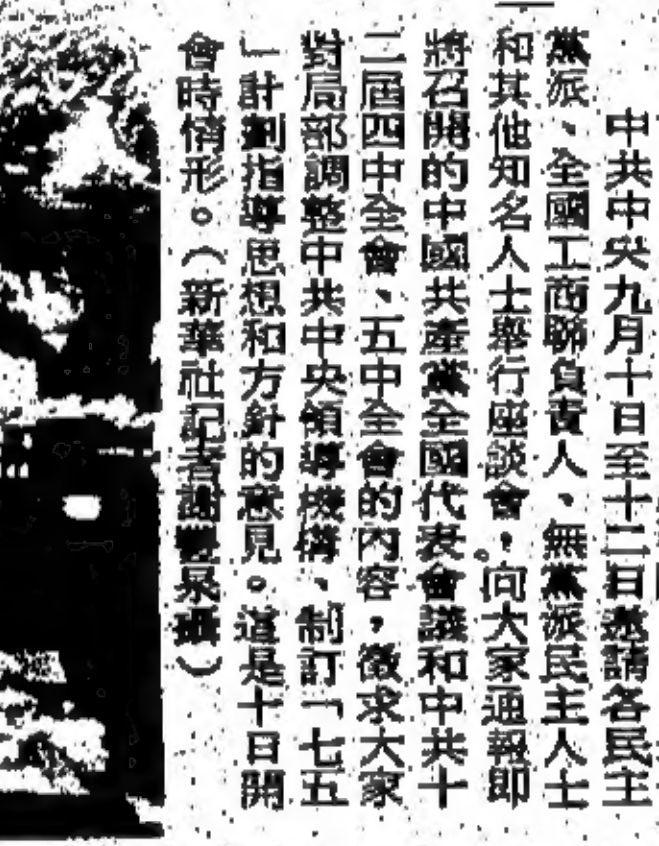 中共中央九月十日至十二日邀請各民主
黨派、全國工商聯負責人、無黨派民主人士
和其他知名人士舉行座談會，向大家通報即
將召開的中國共產黨全國代表會議和中共十
二屆四中全會、五中全會的內容，徵求大家
對局部調整中共中央領導機構、制訂「七五
」計劃指導思想和方針的意見。這是十日開
會時情形。（新華社記者謝泉攝）